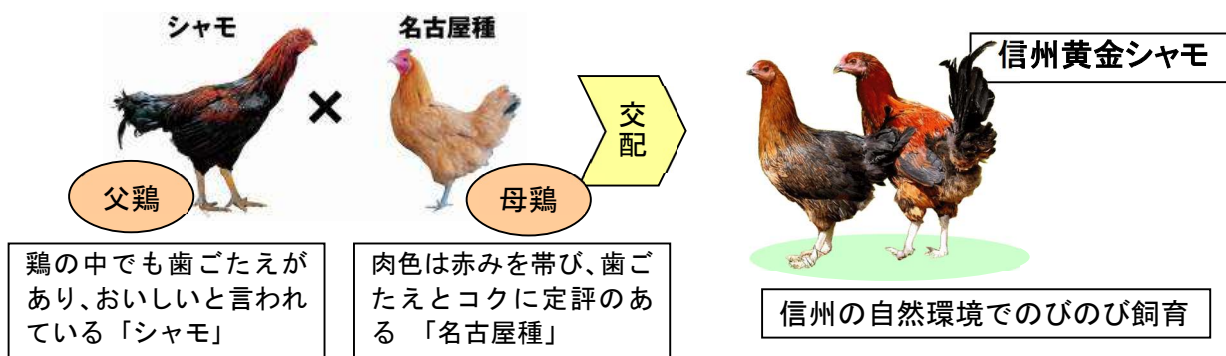 シャモ
×
名古屋種
交配
信州黄金シャモ
父鶏
母鶏
鶏の中でも歯ごたえが
あり、おいしいと言われ
ている「シャモ」
肉色は赤みを帯び、歯ご
たえとコクに定評のあ
る 「名古屋種」
信州の自然環境でのびのび飼育